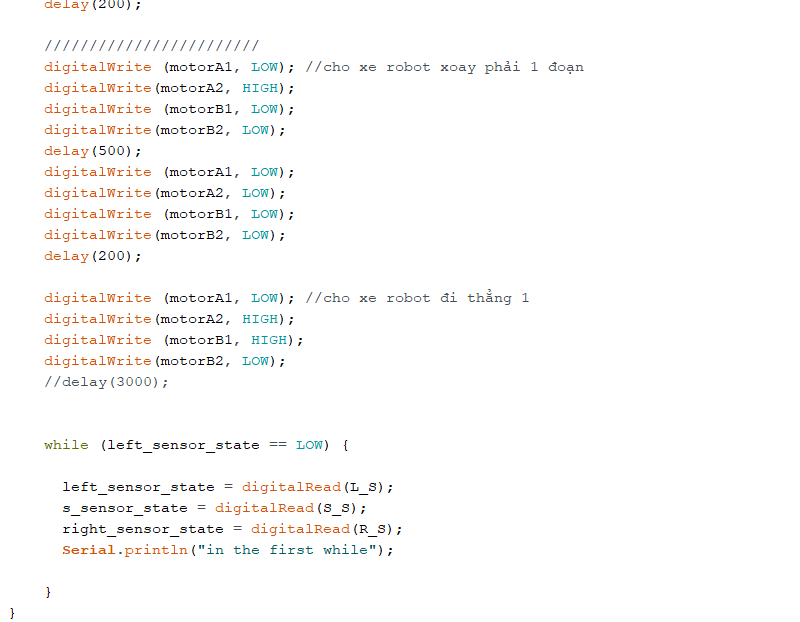 delay(200);
////////////////////////
digitalWrite (motorA1, LOW); //cho xe robot xoay phải 1 đoạn
digitalWrite(motorA2, HIGH);
digitalWrite (motorB1, LOW);
digitalWrite(motorB2, LOW);
delay(500);
digitalWrite (motorA1, LOW);
digitalWrite(motorA2, LOW);
digitalWrite (motorB1, LOW);
digitalWrite(motorB2, LOW);
delay(200);
digitalWrite (motorA1, LOW); //cho xe robot đi thẳng 1
digitalWrite(motorA2, HIGH);
digitalWrite (motorB1, HIGH);
digitalWrite(motorB2, LOW);
//delay(3000);
while (left_sensor_state == LOW) {
left_sensor_state = digitalRead(L_S);
s_sensor_state = digitalRead(S_S);
right_sensor_state = digitalRead(R_S);
Serial.println("in the first while");
}
}